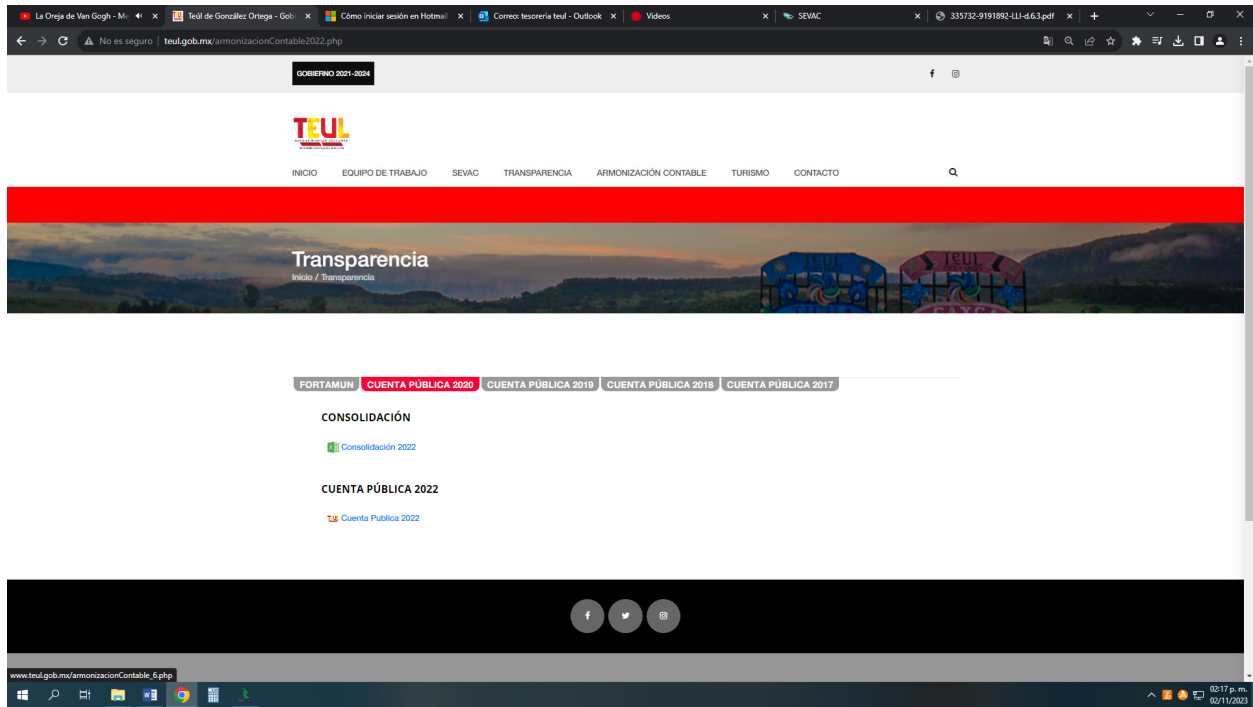 La Oreja de Van Gogh - Me
Teúl de González Ortega - Gobi
Cómo iniciar sesión en Hotmail
Correo: tesoreria teul - Outlook
Videos
SEVAC
335732-9191892-LLI-d.6.3.pdf
No es seguro | teul.gob.mx/armonizacionContable2022.php
GOBIERNO 2021-2024
TEUL
INICIO EQUIPO DE TRABAJO SEVAC TRANSPARENCIA ARMONIZACIÓN CONTABLE TURISMO CONTACTO
Transparencia
Inicio / Transparencia
TEUL
TEUL
FORTAMUN CUENTA PÚBLICA 2020 CUENTA PÚBLICA 2019 CUENTA PÚBLICA 2018 CUENTA PÚBLICA 2017
CONSOLIDACIÓN
Consolidación 2022
CUENTA PÚBLICA 2022
Cuenta Publica 2022
www.teul.gob.mx/armonizacionContable_6.php
02:17 p. m.
02/11/2023